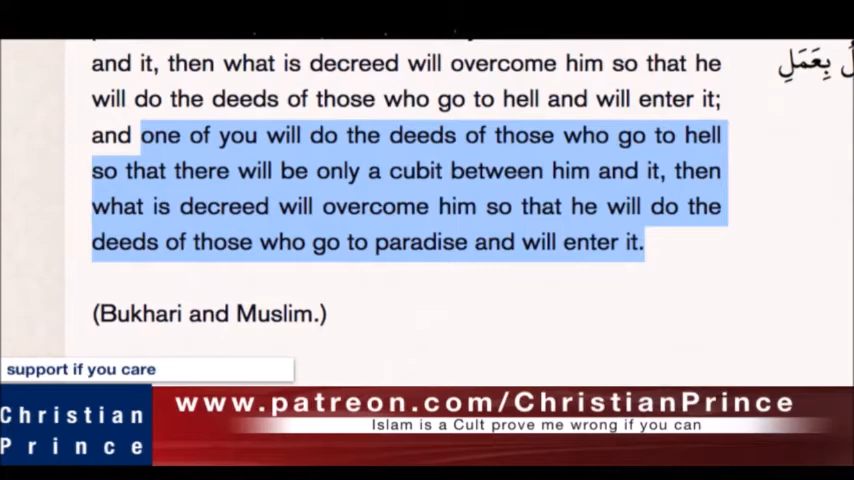 and it, then what is decreed will overcome him so that he
will do the deeds of those who go to hell and will enter it;
and one of you will do the deeds of those who go to hell
so that there will be only a cubit between him and it, then
what is decreed will overcome him so that he will do the
deeds of those who go to paradise and will enter it.
(Bukhari and Muslim.)
بِعَمَلِ
support if you care
Christian
Prince
www.patreon.com/ChristianPrince
Islam is a Cult prove me wrong if you can